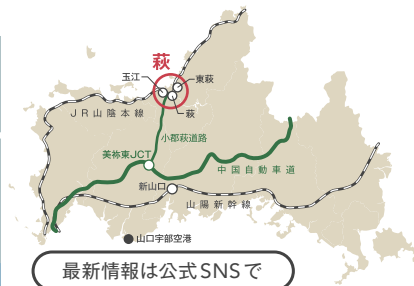 萩
玉江
東萩
JR山陰本線
萩
小郡萩道路
美祢東JCT
中国自動車道
新山口
山陽新幹線
山口宇部空港
最新情報は公式SNSで